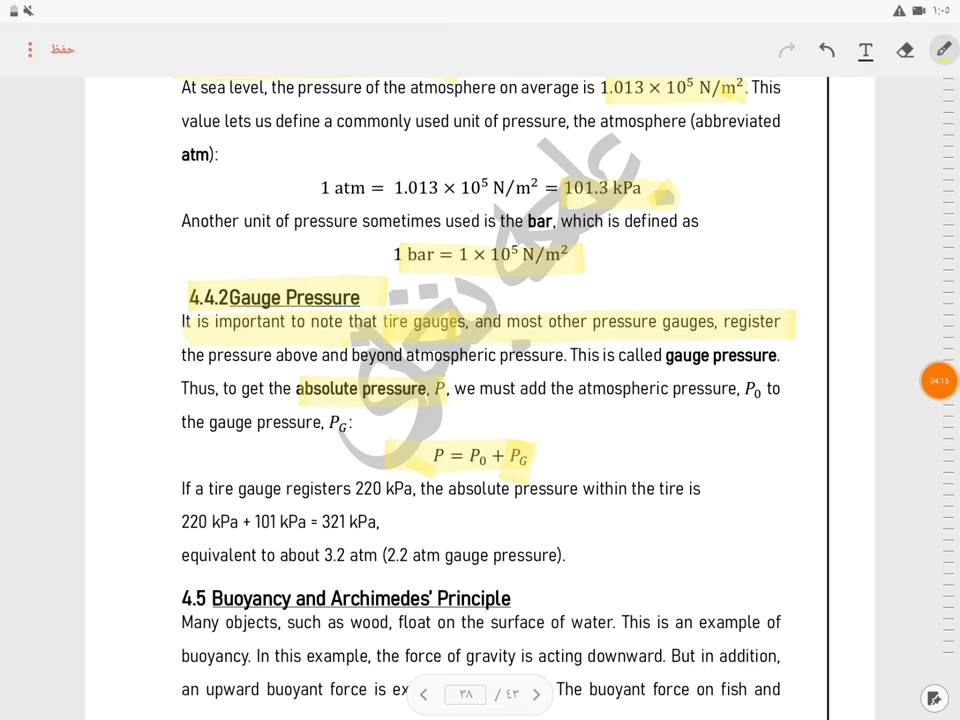 ١:٠٥
حفظ
At sea level, the pressure of the atmosphere on average is 1.013 × 10⁵ N/m². This
value lets us define a commonly used unit of pressure, the atmosphere (abbreviated
atm):
1 atm = 1.013 × 10⁵ N/m² = 101.3 kPa
Another unit of pressure sometimes used is the bar, which is defined as
1 bar = 1 × 10⁵ N/m²
4.4.2Gauge Pressure
It is important to note that tire gauges, and most other pressure gauges, register
the pressure above and beyond atmospheric pressure. This is called gauge pressure.
04:15
Thus, to get the absolute pressure, P, we must add the atmospheric pressure, P₀ to
the gauge pressure, P_G:
P = P₀ + P_G
If a tire gauge registers 220 kPa, the absolute pressure within the tire is
220 kPa + 101 kPa = 321 kPa,
equivalent to about 3.2 atm (2.2 atm gauge pressure).
4.5 Buoyancy and Archimedes' Principle
Many objects, such as wood, float on the surface of water. This is an example of
buoyancy. In this example, the force of gravity is acting downward. But in addition,
an upward buoyant force is ex The buoyant force on fish and
٣٨ / ٤٣